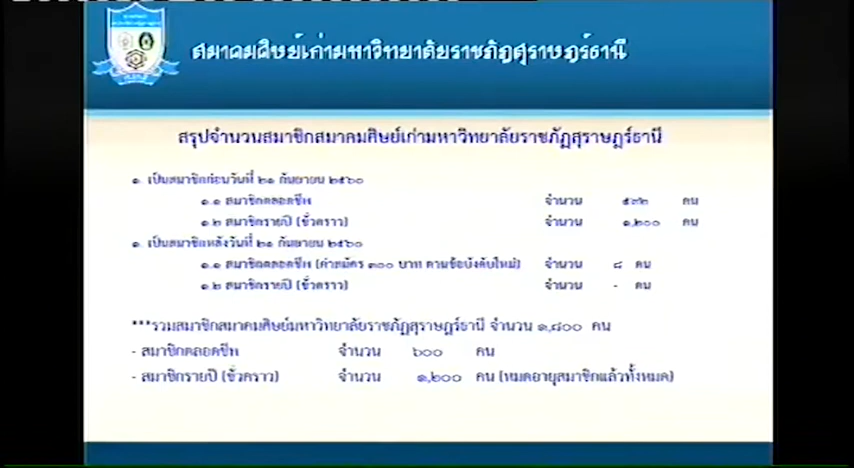 สมาคมศิษย์เก่ามหาวิทยาลัยราชภัฏสุราษฎร์ธานี
สรุปจำนวนสมาชิกสมาคมศิษย์เก่ามหาวิทยาลัยราชภัฏสุราษฎร์ธานี
๑. เป็นสมาชิกก่อนวันที่ ๒๑ กันยายน ๒๕๖๐
๑.๑ สมาชิกตลอดชีพ จำนวน ๕๙๒ คน
๑.๒ สมาชิกรายปี (ชั่วคราว) จำนวน ๑,๒๐๐ คน
๑. เป็นสมาชิกหลังวันที่ ๒๑ กันยายน ๒๕๖๐
๑.๑ สมาชิกตลอดชีพ (ค่าสมัคร ๓๐๐ บาท ตามข้อบังคับใหม่) จำนวน ๘ คน
๑.๒ สมาชิกรายปี (ชั่วคราว) จำนวน - คน
***รวมสมาชิกสมาคมศิษย์มหาวิทยาลัยราชภัฏสุราษฎร์ธานี จำนวน ๑,๘๐๐ คน
- สมาชิกตลอดชีพ จำนวน ๖๐๐ คน
- สมาชิกรายปี (ชั่วคราว) จำนวน ๑,๒๐๐ คน (หมดอายุสมาชิกแล้วทั้งหมด)